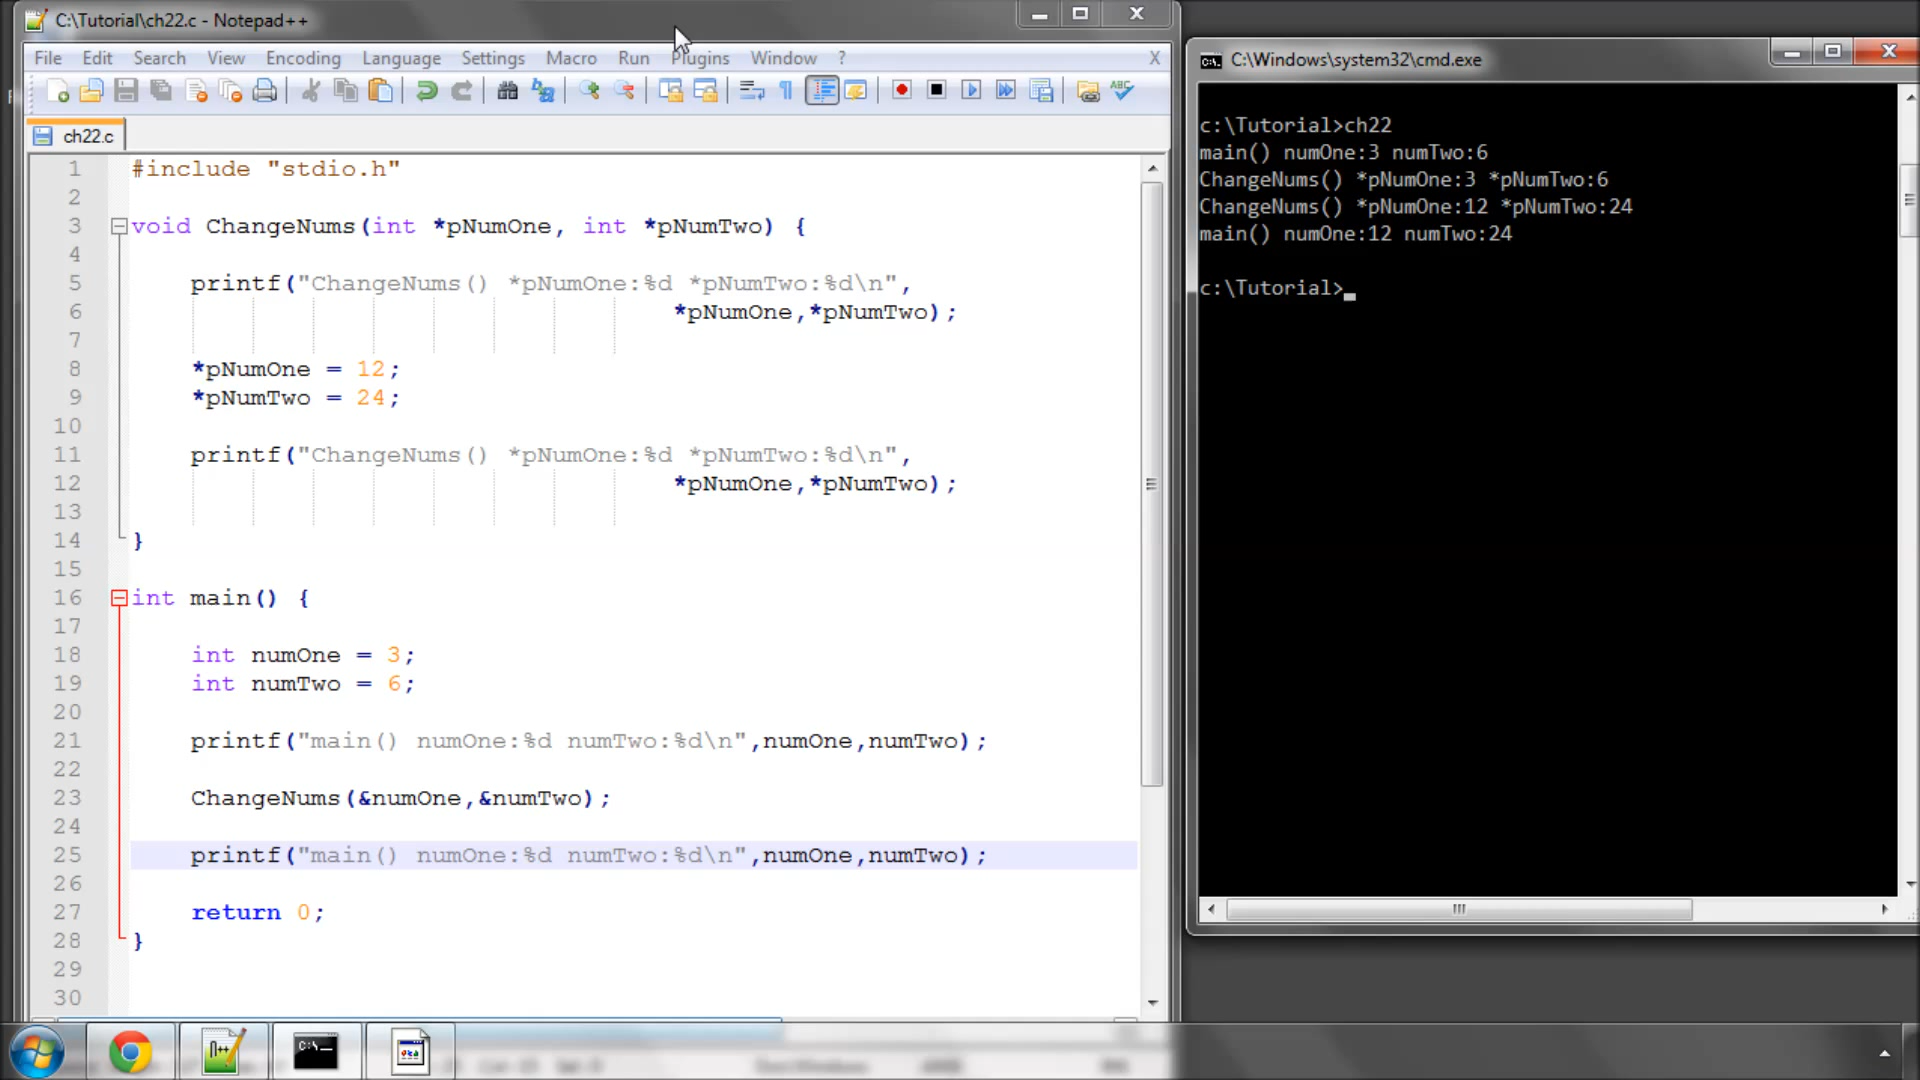 C:\Tutorial\ch22.c - Notepad++
File Edit Search View Encoding Language Settings Macro Run Plugins Window ? X
ch22.c
1 #include "stdio.h"
2
3 void ChangeNums(int *pNumOne, int *pNumTwo) {
4
5 printf("ChangeNums() *pNumOne:%d *pNumTwo:%d\n",
6 *pNumOne,*pNumTwo);
7
8 *pNumOne = 12;
9 *pNumTwo = 24;
10
11 printf("ChangeNums() *pNumOne:%d *pNumTwo:%d\n",
12 *pNumOne,*pNumTwo);
13
14 }
15
16 int main() {
17
18 int numOne = 3;
19 int numTwo = 6;
20
21 printf("main() numOne:%d numTwo:%d\n",numOne,numTwo);
22
23 ChangeNums(&numOne,&numTwo);
24
25 printf("main() numOne:%d numTwo:%d\n",numOne,numTwo);
26
27 return 0;
28 }
29
30
C:\Windows\system32\cmd.exe
c:\Tutorial>ch22
main() numOne:3 numTwo:6
ChangeNums() *pNumOne:3 *pNumTwo:6
ChangeNums() *pNumOne:12 *pNumTwo:24
main() numOne:12 numTwo:24
c:\Tutorial>_